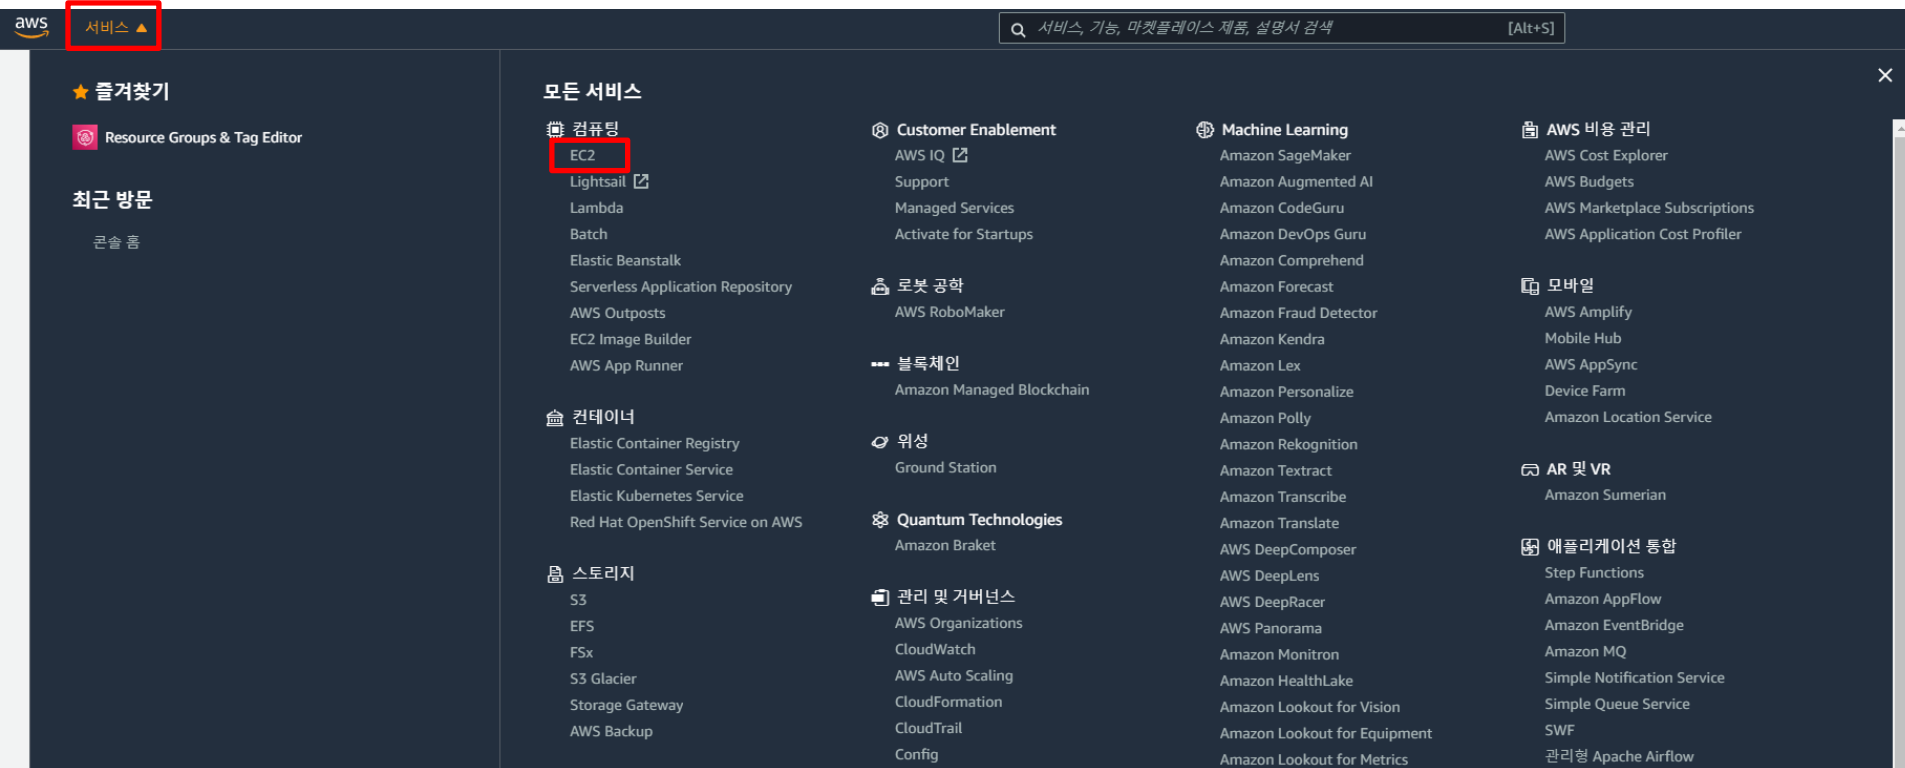 aws
서비스 ▲
서비스, 기능, 마켓플레이스 제품, 설명서 검색
[Alt+S]
즐겨찾기
Resource Groups & Tag Editor
최근 방문
콘솔 홈
모든 서비스
컴퓨팅
EC2
Lightsail
Lambda
Batch
Elastic Beanstalk
Serverless Application Repository
AWS Outposts
EC2 Image Builder
AWS App Runner
컨테이너
Elastic Container Registry
Elastic Container Service
Elastic Kubernetes Service
Red Hat OpenShift Service on AWS
스토리지
S3
EFS
FSx
S3 Glacier
Storage Gateway
AWS Backup
Customer Enablement
AWS IQ
Support
Managed Services
Activate for Startups
로봇 공학
AWS RoboMaker
블록체인
Amazon Managed Blockchain
위성
Ground Station
Quantum Technologies
Amazon Braket
관리 및 거버넌스
AWS Organizations
CloudWatch
AWS Auto Scaling
CloudFormation
CloudTrail
Config
Machine Learning
Amazon SageMaker
Amazon Augmented AI
Amazon CodeGuru
Amazon DevOps Guru
Amazon Comprehend
Amazon Forecast
Amazon Fraud Detector
Amazon Kendra
Amazon Lex
Amazon Personalize
Amazon Polly
Amazon Rekognition
Amazon Textract
Amazon Transcribe
Amazon Translate
AWS DeepComposer
AWS DeepLens
AWS DeepRacer
AWS Panorama
Amazon Monitron
Amazon HealthLake
Amazon Lookout for Vision
Amazon Lookout for Equipment
Amazon Lookout for Metrics
AWS 비용 관리
AWS Cost Explorer
AWS Budgets
AWS Marketplace Subscriptions
AWS Application Cost Profiler
모바일
AWS Amplify
Mobile Hub
AWS AppSync
Device Farm
Amazon Location Service
AR 및 VR
Amazon Sumerian
애플리케이션 통합
Step Functions
Amazon AppFlow
Amazon EventBridge
Amazon MQ
Simple Notification Service
Simple Queue Service
SWF
관리형 Apache Airflow